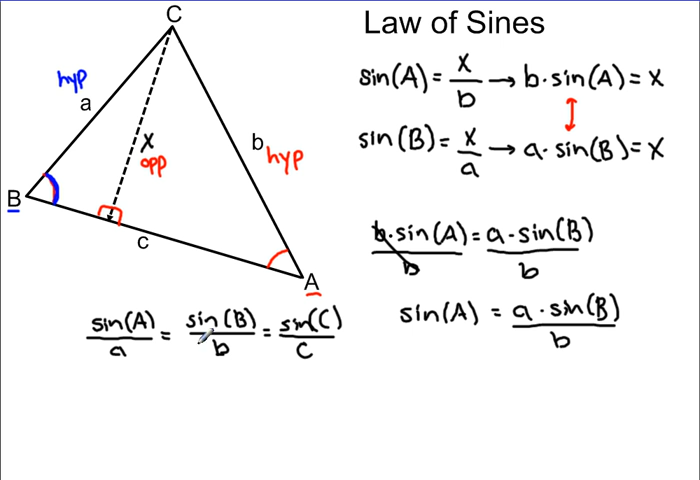 Law of Sines
C
hyp
a
x
opp
b
hyp
B
c
A
sin(A) = x/b → b·sin(A) = x
sin(B) = x/a → a·sin(B) = x
b·sin(A)/b = a·sin(B)/b
sin(A) = a·sin(B)/b
sin(A)/a = sin(B)/b = sin(C)/c